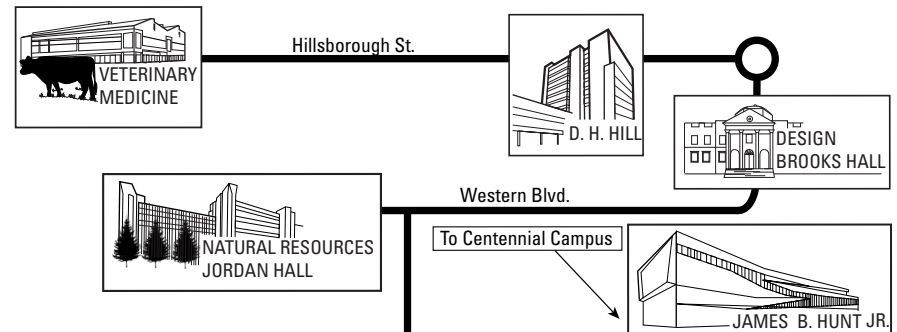 Hillsborough St.
VETERINARY
MEDICINE
D. H. HILL
DESIGN
BROOKS HALL
Western Blvd.
NATURAL RESOURCES
JORDAN HALL
To Centennial Campus
JAMES B. HUNT JR.